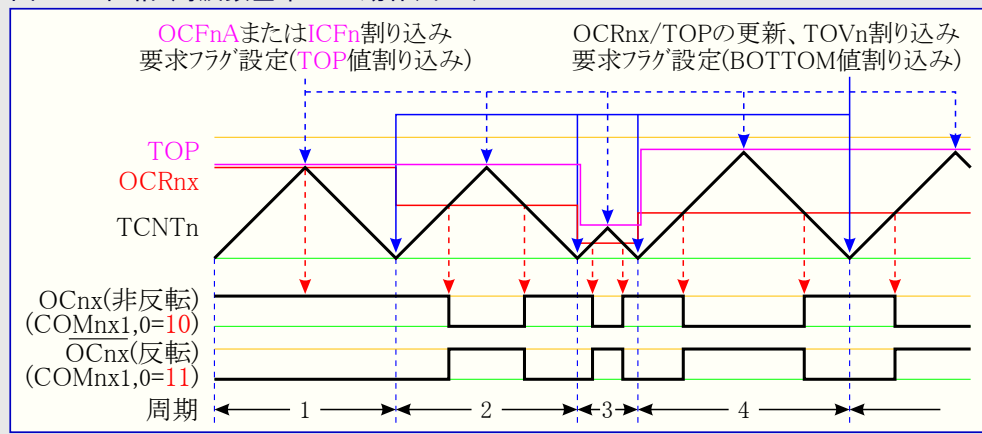 OCFnAまたはICFn割り込み
要求フラグ設定(TOP値割り込み)
OCRnx/TOPの更新、TOVn割り込み
要求フラグ設定(BOTTOM値割り込み)
TOP
OCRnx
TCNTn
OCnx(非反転)
(COMnx1,0=10)
OCnx(反転)
(COMnx1,0=11)
周期 1 2 3 4